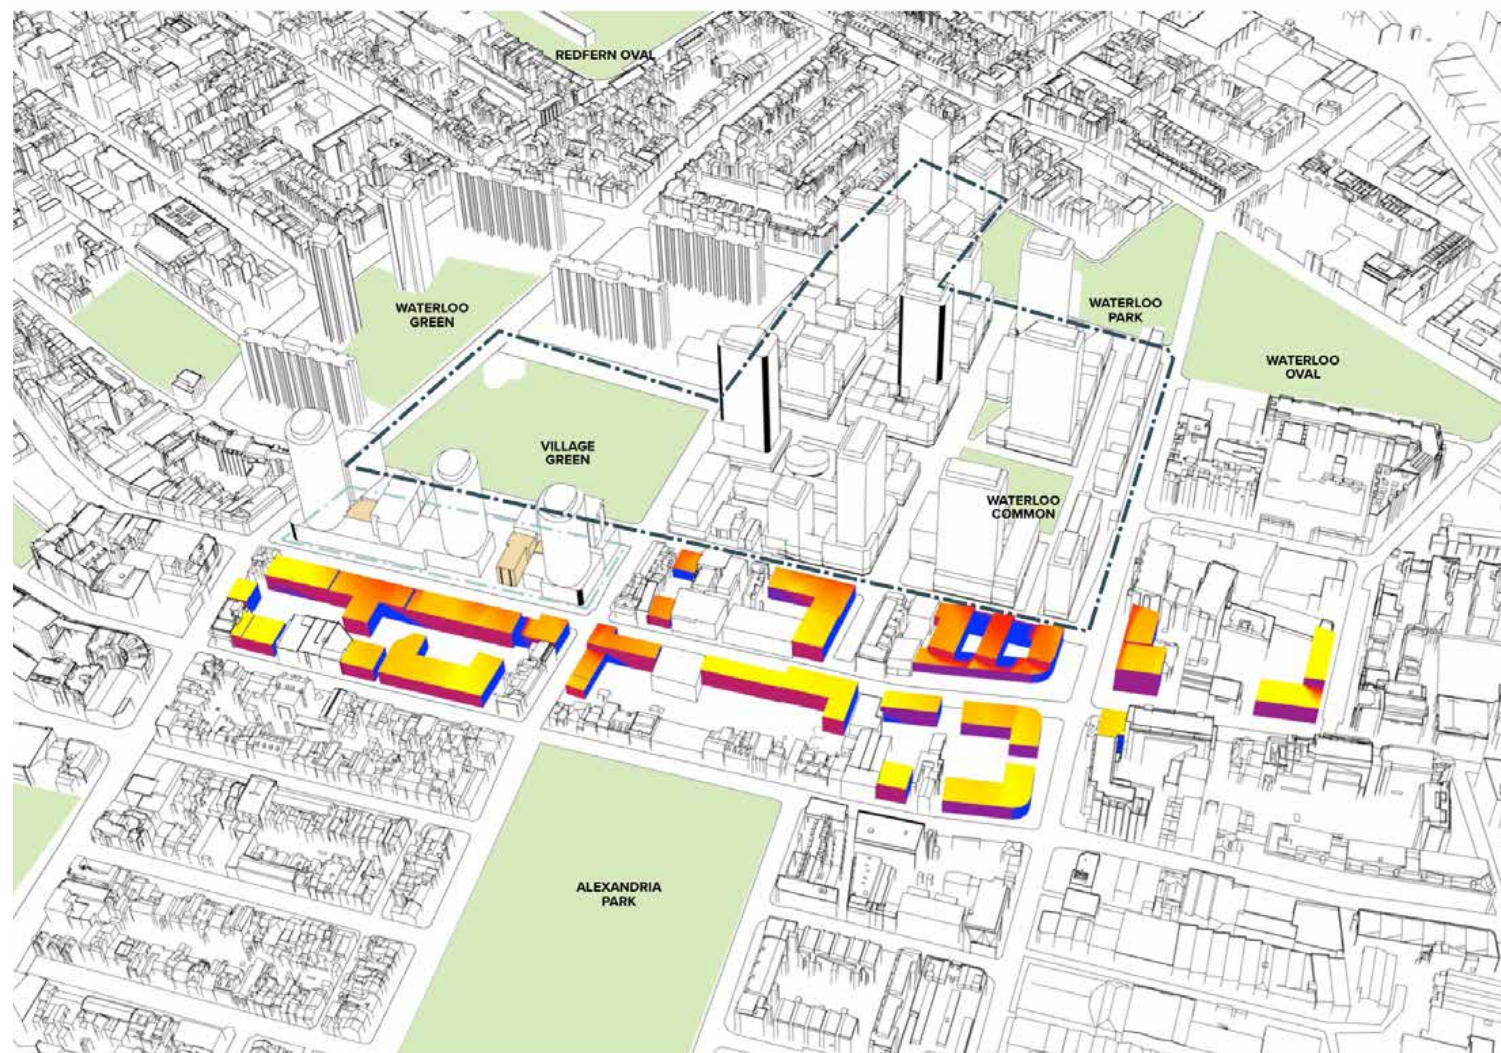 REDFERN OVAL
WATERLOO
GREEN
WATERLOO
PARK
WATERLOO
OVAL
VILLAGE
GREEN
WATERLOO
COMMON
ALEXANDRIA
PARK